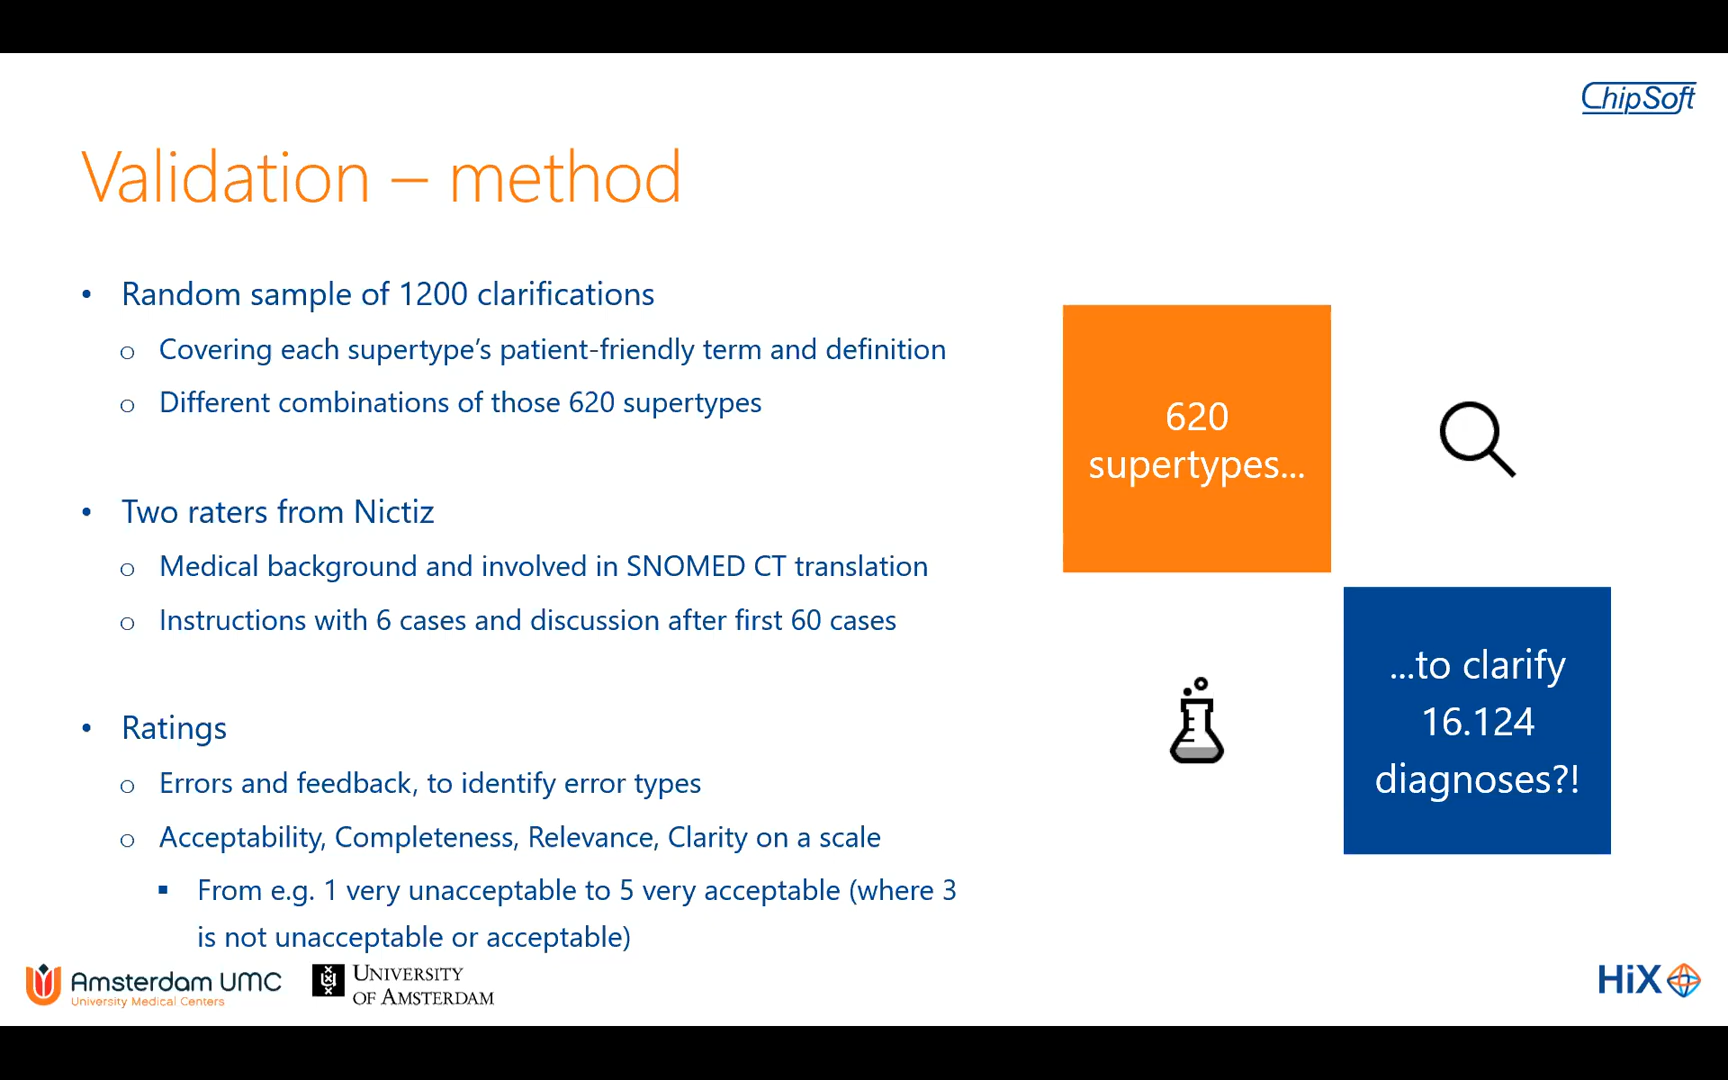 ChipSoft
Validation – method
• Random sample of 1200 clarifications
o Covering each supertype’s patient-friendly term and definition
o Different combinations of those 620 supertypes
• Two raters from Nictiz
o Medical background and involved in SNOMED CT translation
o Instructions with 6 cases and discussion after first 60 cases
• Ratings
o Errors and feedback, to identify error types
o Acceptability, Completeness, Relevance, Clarity on a scale
▪ From e.g. 1 very unacceptable to 5 very acceptable (where 3
is not unacceptable or acceptable)
620
supertypes...
...to clarify
16.124
diagnoses?!
Amsterdam UMC
University Medical Centers
UNIVERSITY
OF AMSTERDAM
HiX